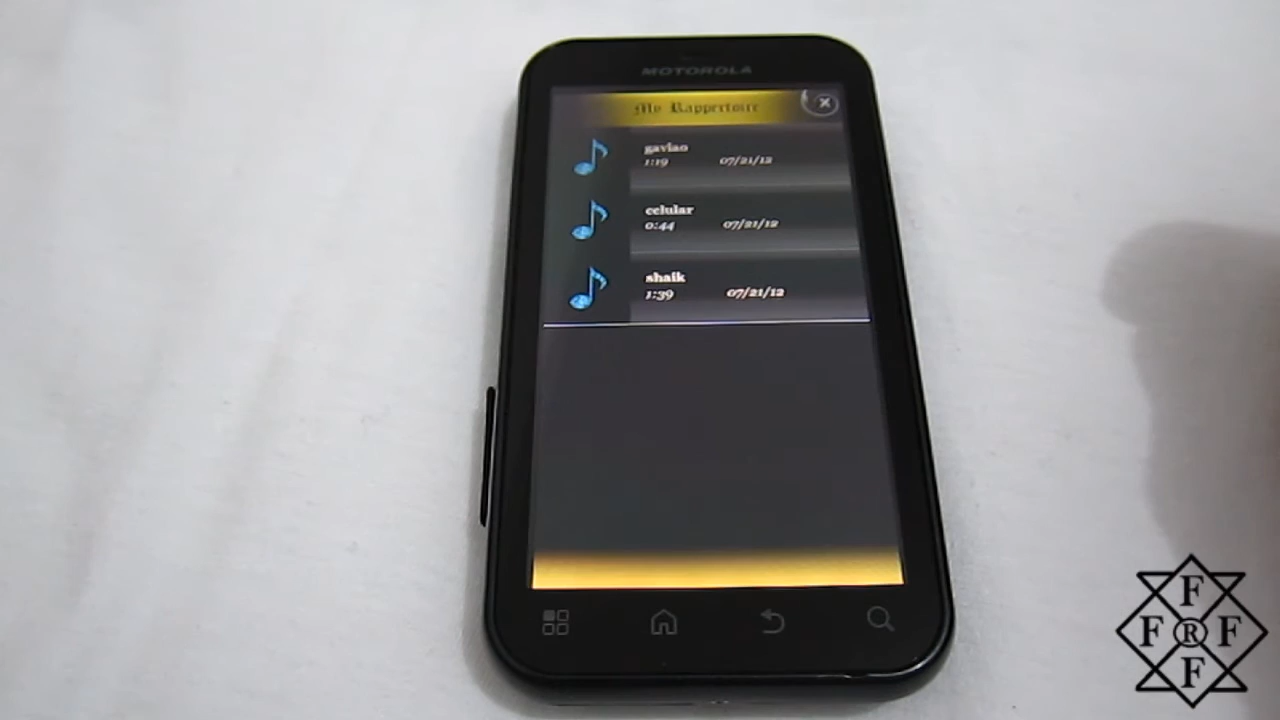 MOTOROLA
My Rappertoire
gaviao
1:19 07/21/12
celular
0:44 07/21/12
shaik
1:39 07/21/12
F
F R F
F